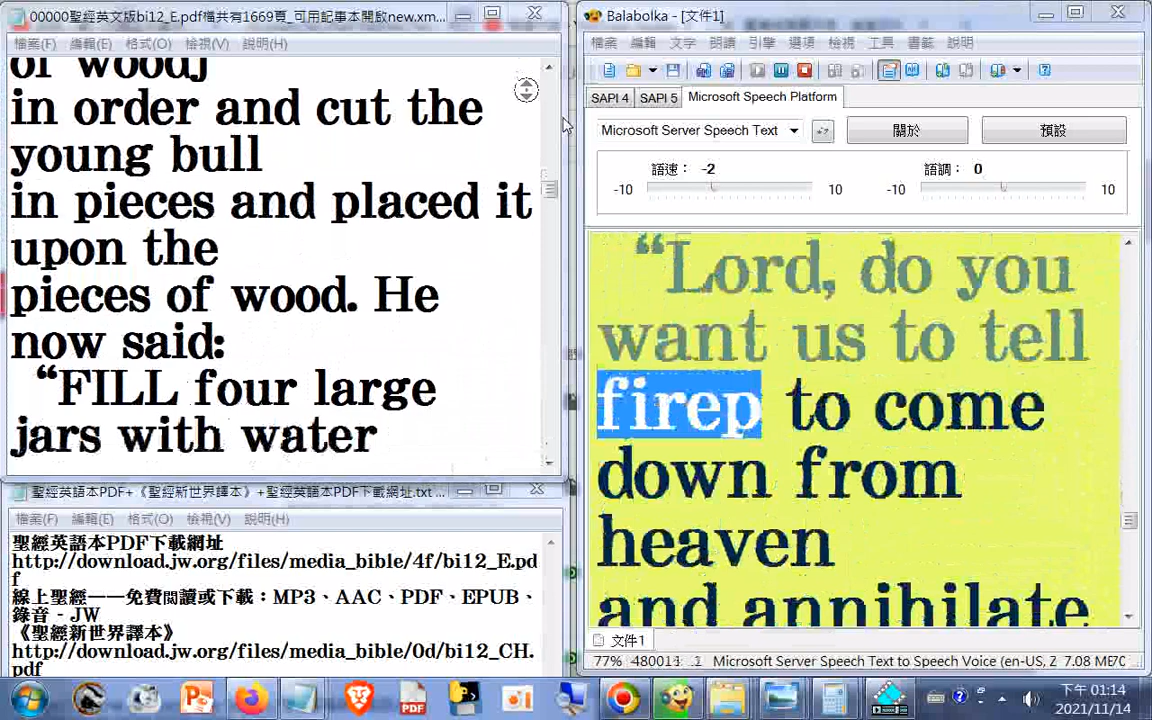 00000聖經英文版bi12_E.pdf檔共有1669頁_可用記事本開啟new.xm...
檔案(F) 編輯(E) 格式(O) 檢視(V) 說明(H)
of woodj
in order and cut the
young bull
in pieces and placed it
upon the
pieces of wood. He
now said:
“FILL four large
jars with water
聖經英語本PDF+《聖經新世界譯本》+聖經英語本PDF下載網址.txt ...
檔案(F) 編輯(E) 格式(O) 檢視(V) 說明(H)
聖經英語本PDF下載網址
http://download.jw.org/files/media_bible/4f/bi12_E.pd
f
線上聖經——免費閱讀或下載：MP3、AAC、PDF、EPUB、
錄音 - JW
《聖經新世界譯本》
http://download.jw.org/files/media_bible/0d/bi12_CH.
pdf
Balabolka - [文件1]
檔案 編輯 文字 朗讀 引擎 選項 檢視 工具 書籤 說明
SAPI 4 SAPI 5 Microsoft Speech Platform
Microsoft Server Speech Text 關於 預設
語速： -2 語調： 0
-10 10 -10 10
“Lord, do you
want us to tell
firep to come
down from
heaven
and annihilate
文件1
77% Microsoft Server Speech Text to Speech Voice (en-US, Z
下午 01:14
2021/11/14